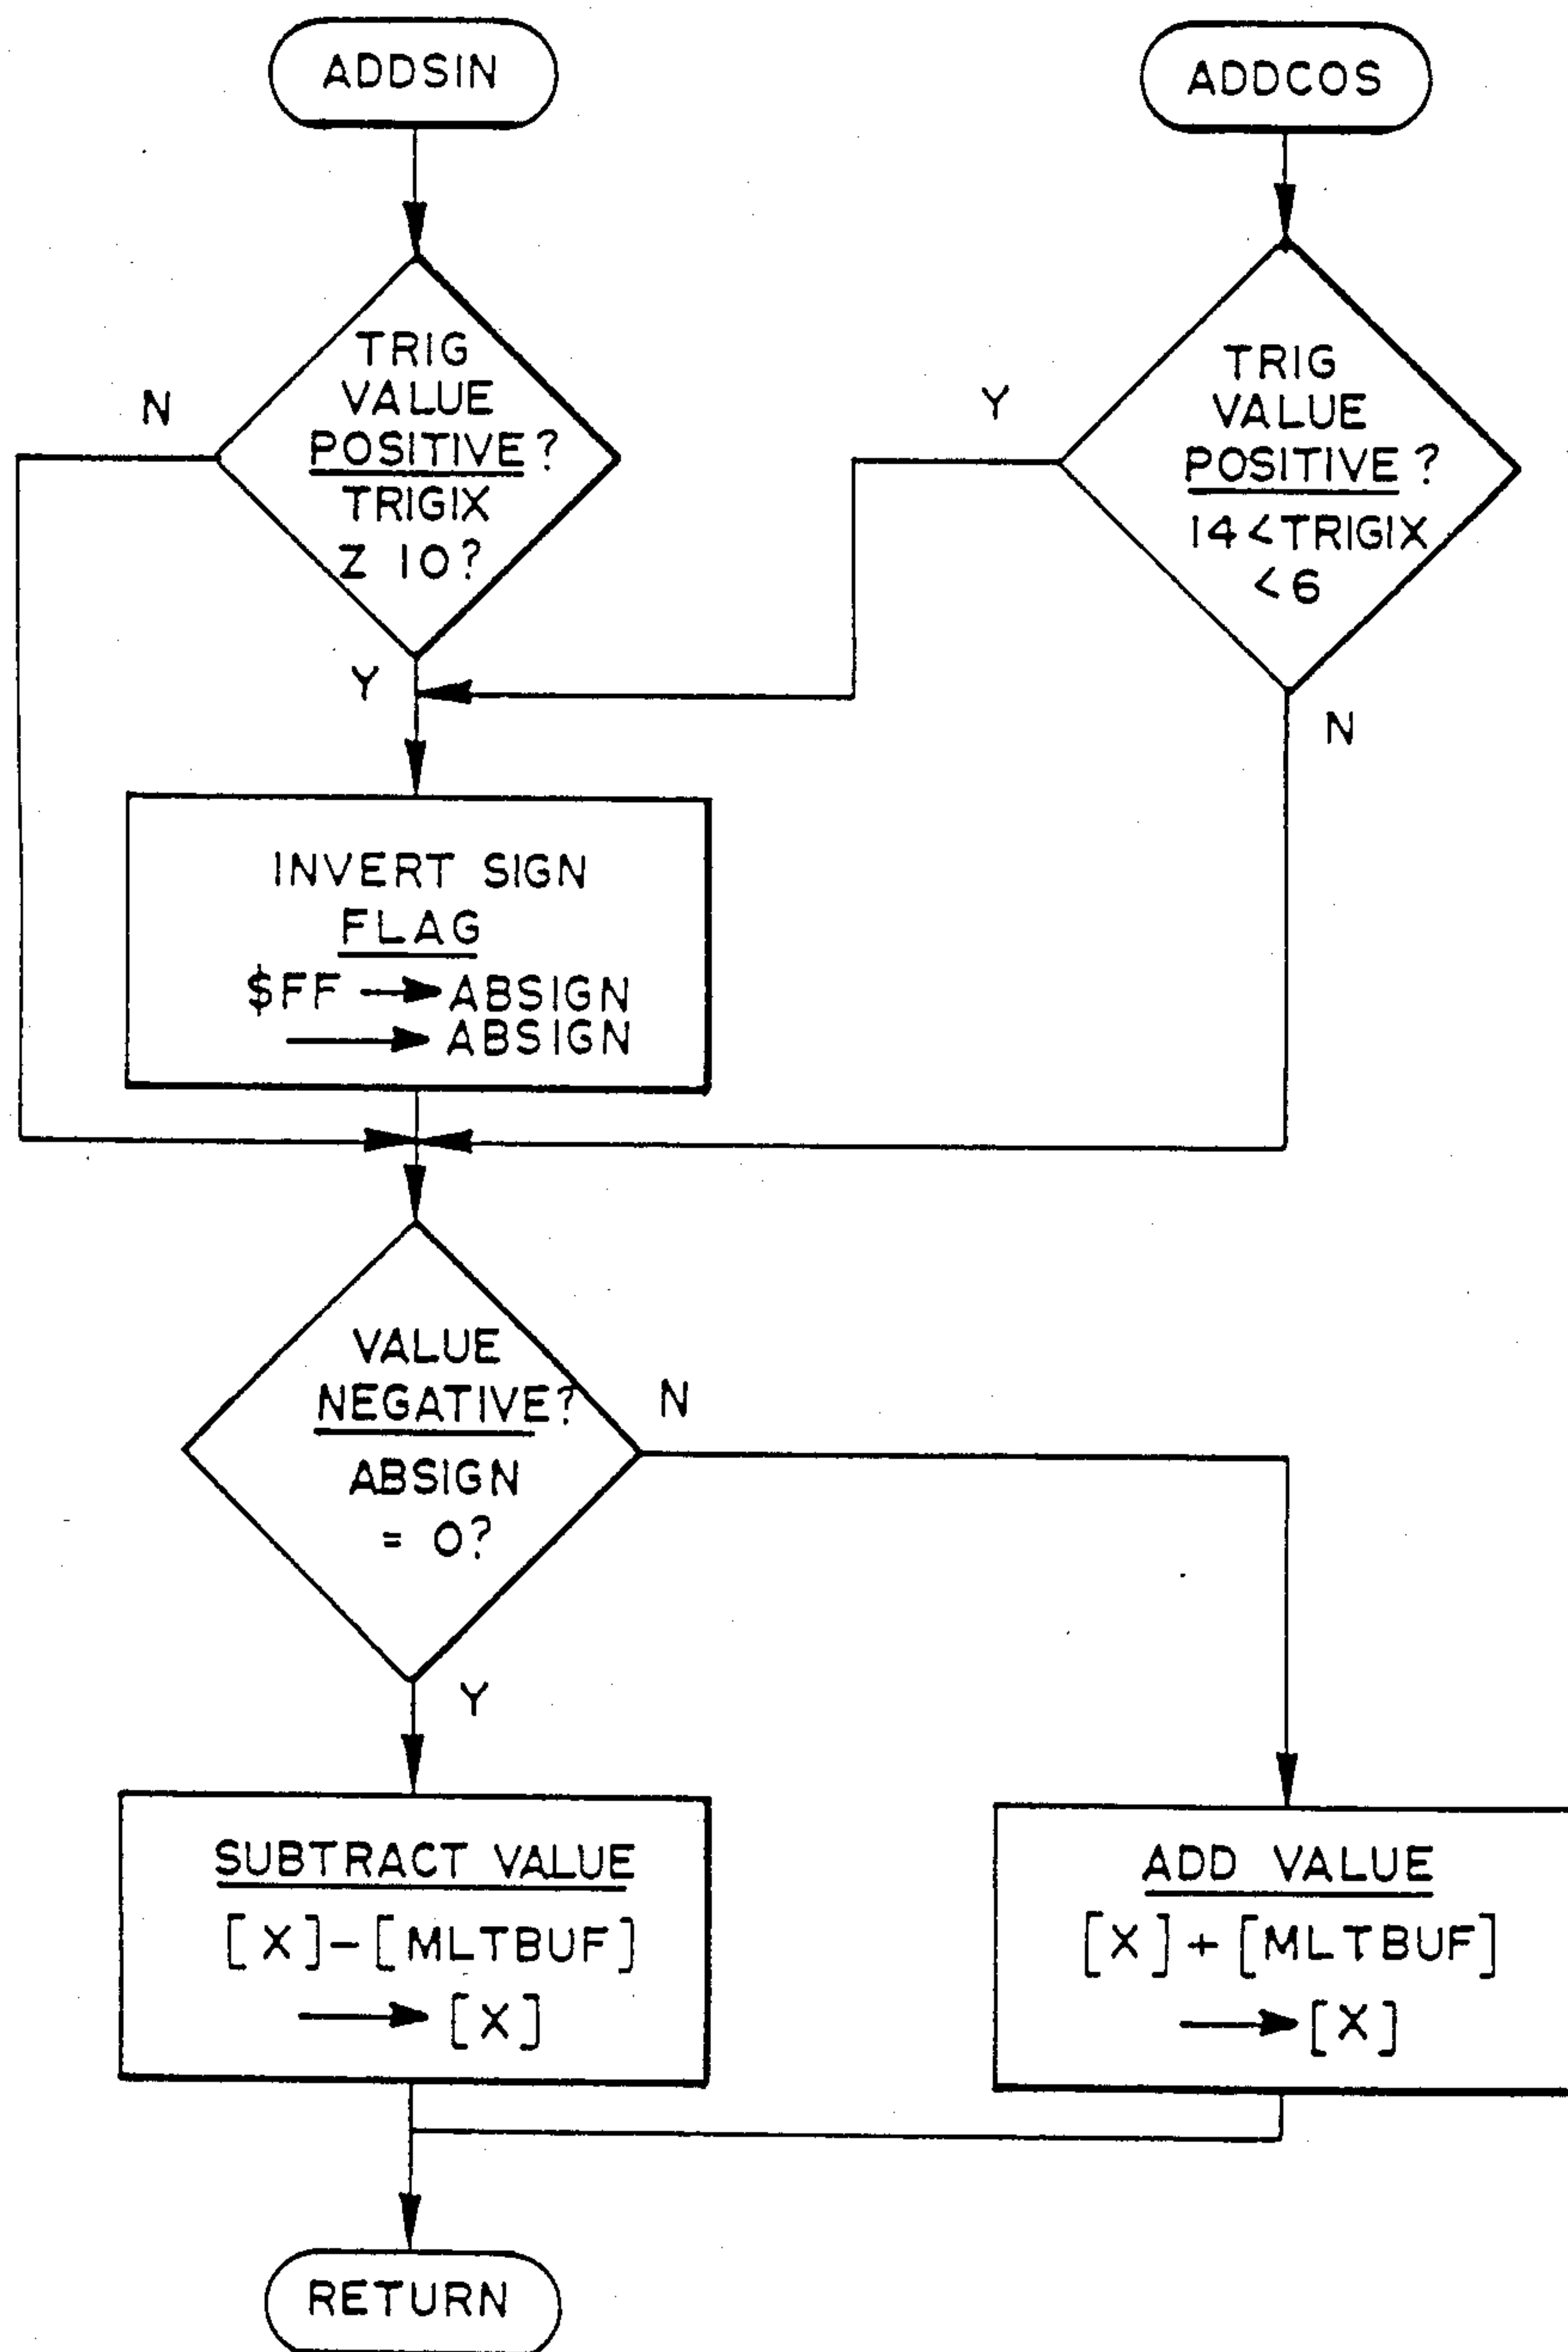 ADDSIN
TRIG
VALUE
POSITIVE?
TRIGIX
Z 10?
N
Y
ADDCOS
TRIG
VALUE
POSITIVE?
14<TRIGIX
<6
Y
N
INVERT SIGN
FLAG
$FF → ABSIGN
→ ABSIGN
VALUE
NEGATIVE?
ABSIGN
= 0?
N
Y
SUBTRACT VALUE
[X]-[MLTBUF]
→ [X]
ADD VALUE
[X]+[MLTBUF]
→ [X]
RETURN